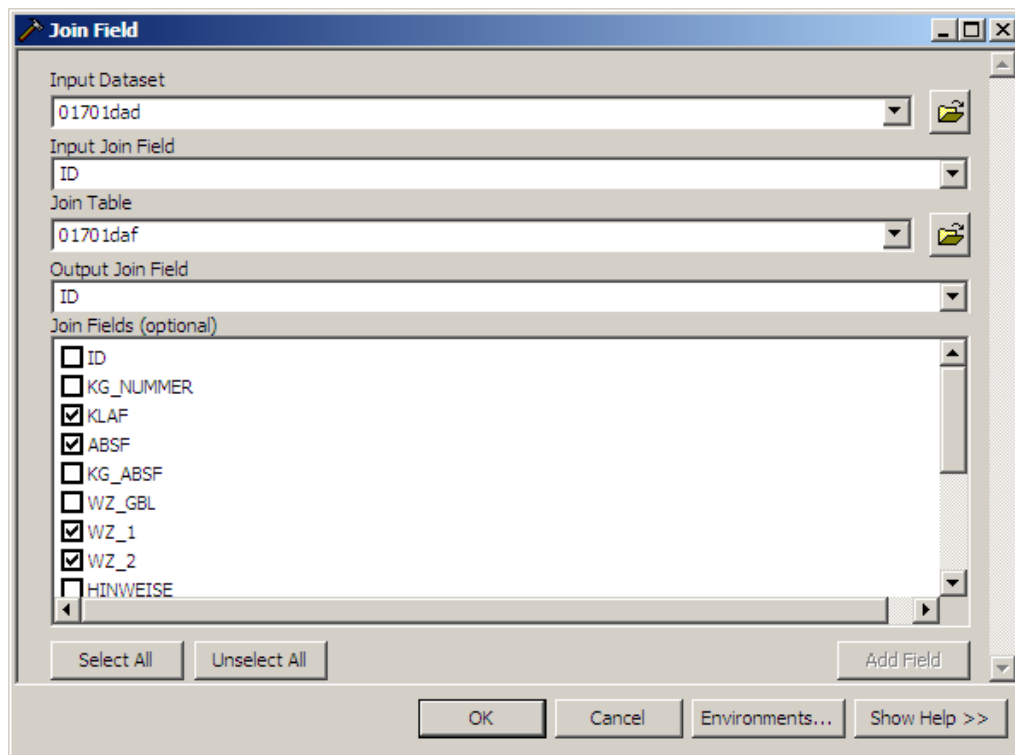 Join Field
Input Dataset
01701dad
Input Join Field
ID
Join Table
01701daf
Output Join Field
ID
Join Fields (optional)
ID
KG_NUMMER
KLAF
ABSF
KG_ABSF
WZ_GBL
WZ_1
WZ_2
HINWEISE
Select All Unselect All Add Field
OK Cancel Environments... Show Help >>